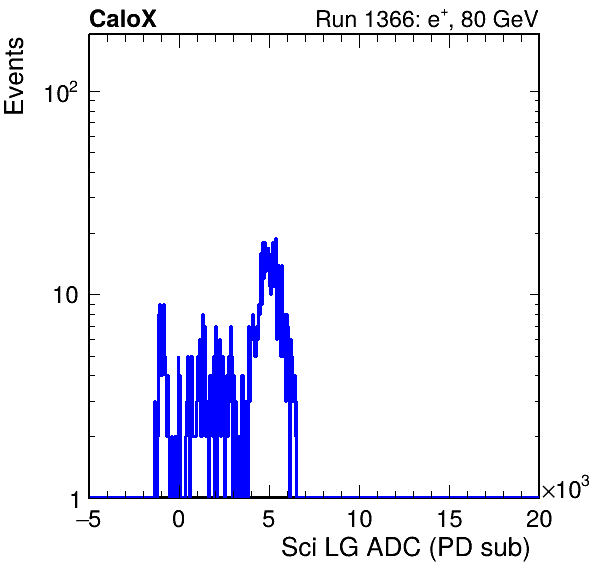 CaloX Run 1366: e⁺, 80 GeV
Events
10²
10
1
−5 0 5 10 15 20
×10³
Sci LG ADC (PD sub)